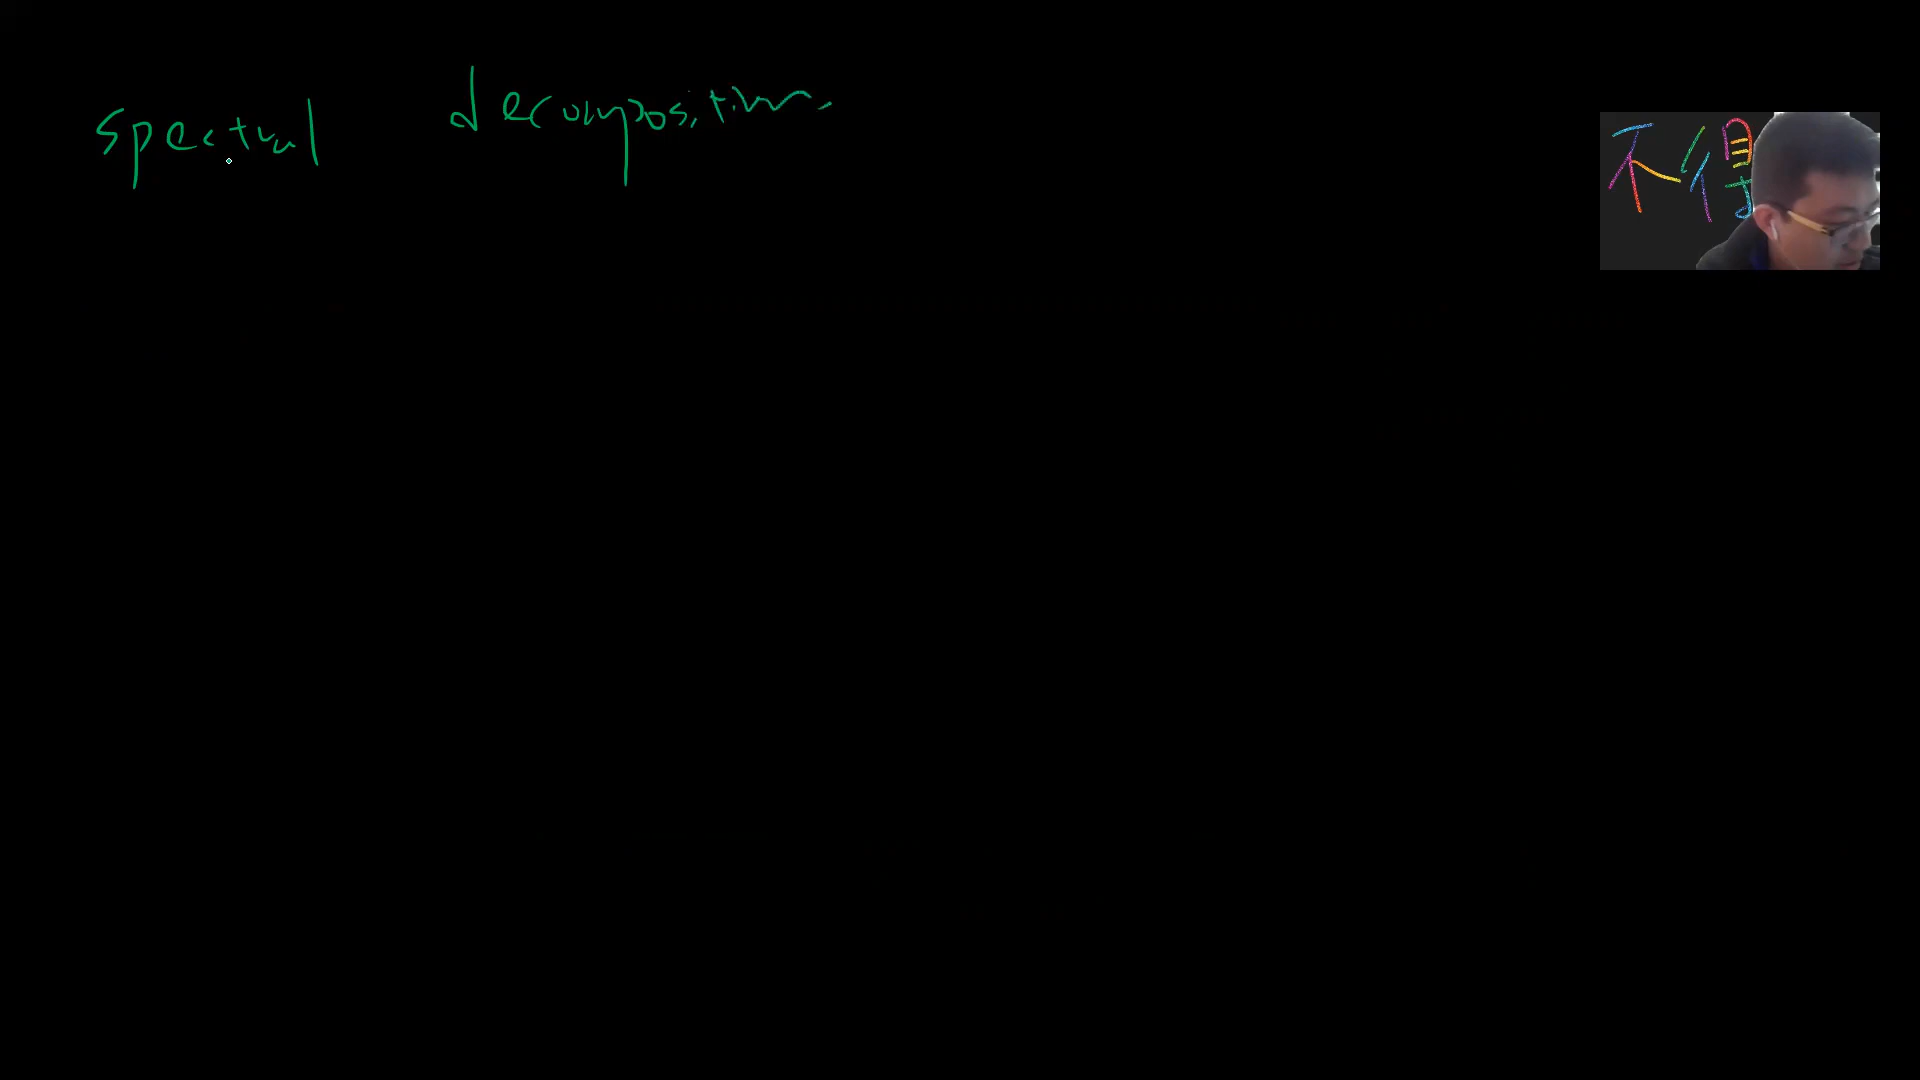 spectral decomposition
不得